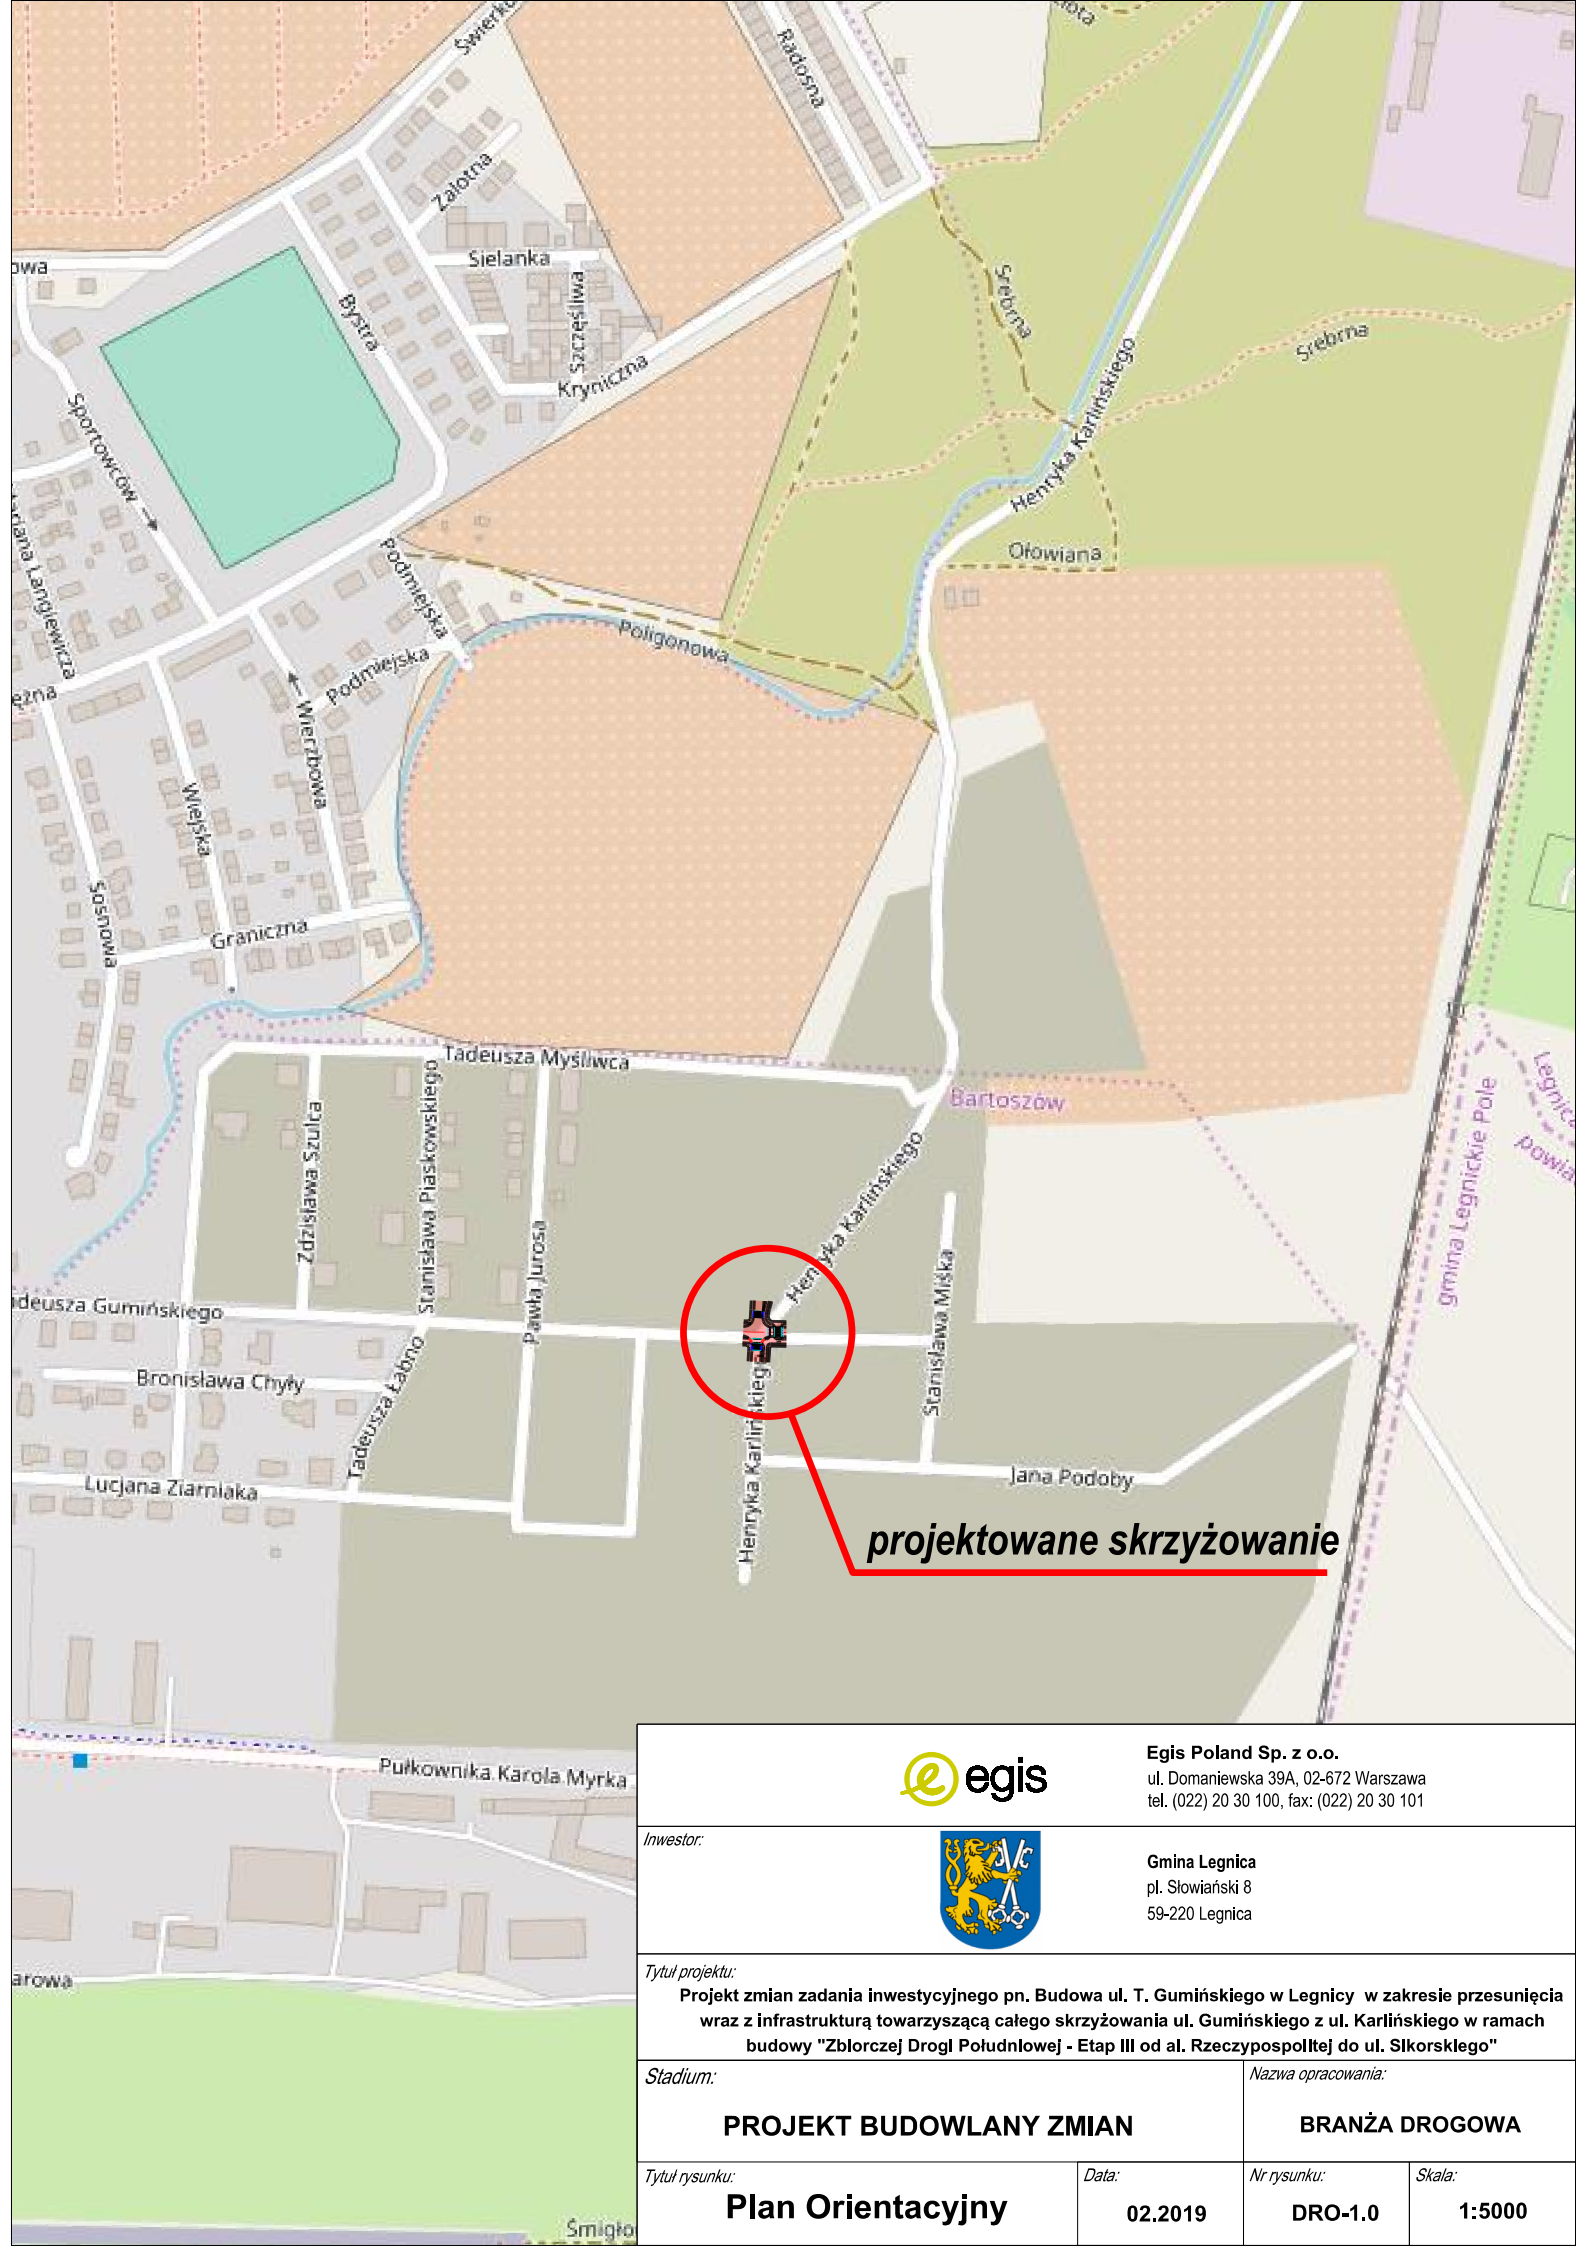 Radosna
Zalotna
Sielanka
Szczęśliwa
Bystra
Kryniczna
Srebrna
Srebrna
Sportowców
Henryka Karlińskiego
Ołowiana
Podmiejska
Podmiejska
Poligonowa
Wierzbowa
Wiejska
Sosnowa
Graniczna
Tadeusza Myśliwca
Bartoszów
gmina Legnickie Pole
Zdzisława Szulca
Stanisława Piaskowskiego
Pawła Jurosa
Henryka Karlińskiego
Stanisława Miśka
Gumińskiego
Bronisława Chyły
Tadeusza Łabno
Lucjana Ziarniaka
Henryka Karlińskiego
Jana Podoby
projektowane skrzyżowanie
Pułkownika Karola Myrka
egis
Egis Poland Sp. z o.o.
ul. Domaniewska 39A, 02-672 Warszawa
tel. (022) 20 30 100, fax: (022) 20 30 101
Inwestor:
Gmina Legnica
pl. Słowiański 8
59-220 Legnica
Tytuł projektu:
Projekt zmian zadania inwestycyjnego pn. Budowa ul. T. Gumińskiego w Legnicy w zakresie przesunięcia
wraz z infrastrukturą towarzyszącą całego skrzyżowania ul. Gumińskiego z ul. Karlińskiego w ramach
budowy "Zbiorczej Drogi Południowej - Etap III od al. Rzeczypospolitej do ul. Sikorskiego"
Stadium:
PROJEKT BUDOWLANY ZMIAN
Nazwa opracowania:
BRANŻA DROGOWA
Tytuł rysunku:
Plan Orientacyjny
Data:
02.2019
Nr rysunku:
DRO-1.0
Skala:
1:5000